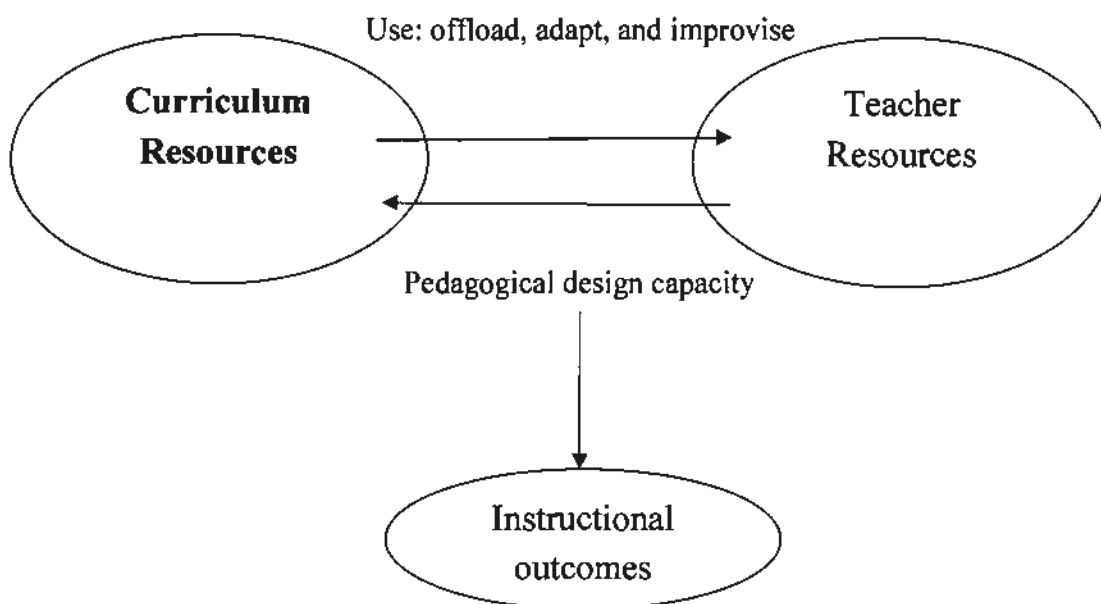 Use: offload, adapt, and improvise
Curriculum
Resources
Teacher
Resources
Pedagogical design capacity
Instructional
outcomes